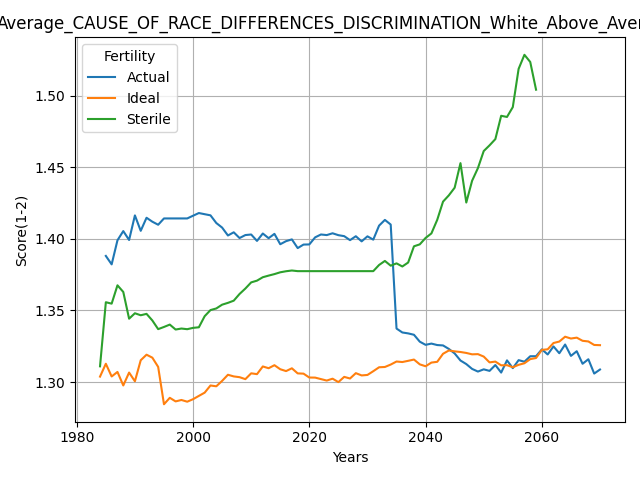 Average_CAUSE_OF_RACE_DIFFERENCES_DISCRIMINATION_White_Above_Aver
Fertility
Actual
Ideal
Sterile
1.50
1.45
1.40
1.35
1.30
Score(1-2)
1980 2000 2020 2040 2060
Years